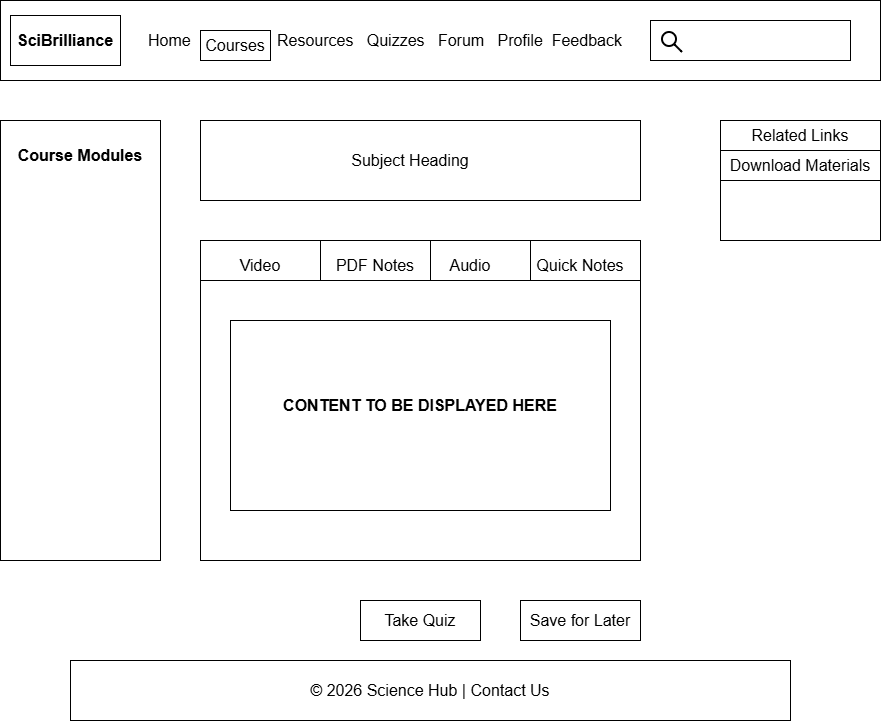 SciBrilliance Home Courses Resources Quizzes Forum Profile Feedback
Course Modules
Subject Heading
Related Links
Download Materials
Video PDF Notes Audio Quick Notes
CONTENT TO BE DISPLAYED HERE
Take Quiz Save for Later
© 2026 Science Hub | Contact Us